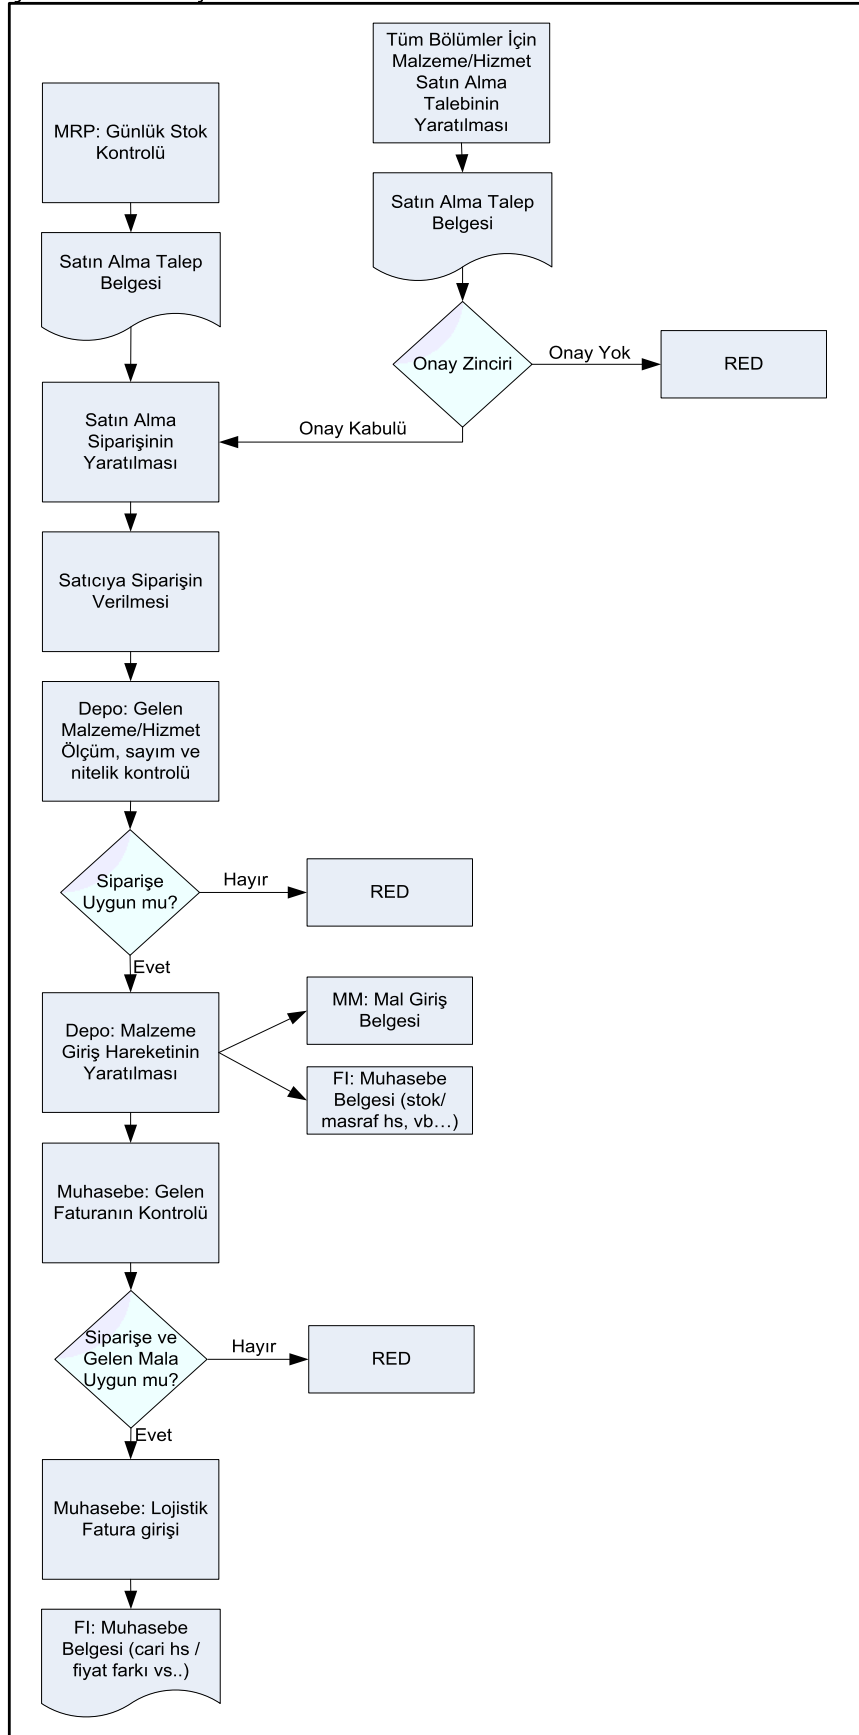 Tüm Bölümler İçin
Malzeme/Hizmet
Satın Alma
Talebinin
Yaratılması
MRP: Günlük Stok
Kontrolü
Satın Alma Talep
Belgesi
Satın Alma Talep
Belgesi
Onay Zinciri
Onay Yok
RED
Onay Kabulü
Satın Alma
Siparişinin
Yaratılması
Satıcıya Siparişin
Verilmesi
Depo: Gelen
Malzeme/Hizmet
Ölçüm, sayım ve
nitelik kontrolü
Siparişe
Uygun mu?
Hayır
RED
Evet
Depo: Malzeme
Giriş Hareketinin
Yaratılması
MM: Mal Giriş
Belgesi
FI: Muhasebe
Belgesi (stok/
masraf hs, vb…)
Muhasebe: Gelen
Faturanın Kontrolü
Siparişe ve
Gelen Mala
Uygun mu?
Hayır
RED
Evet
Muhasebe: Lojistik
Fatura girişi
FI: Muhasebe
Belgesi (cari hs /
fiyat farkı vs..)